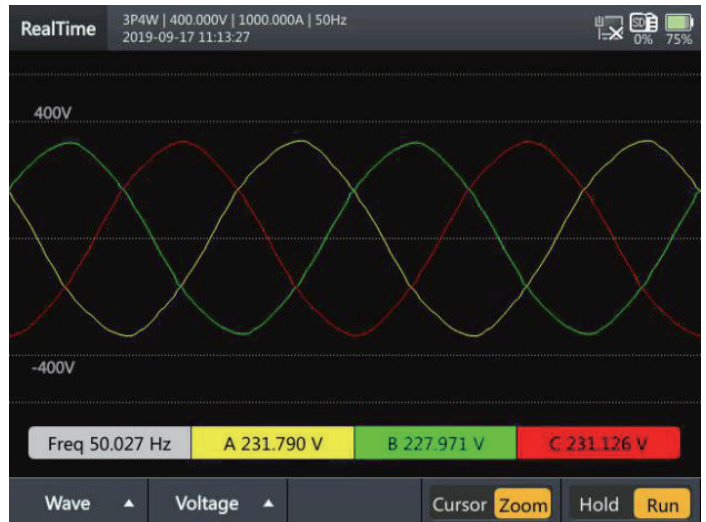 RealTime
3P4W | 400.000V | 1000.000A | 50Hz
2019-09-17 11:13:27
SD
0%
75%
400V
-400V
Freq 50.027 Hz
A 231.790 V
B 227.971 V
C 231.126 V
Wave
Voltage
Cursor
Zoom
Hold
Run